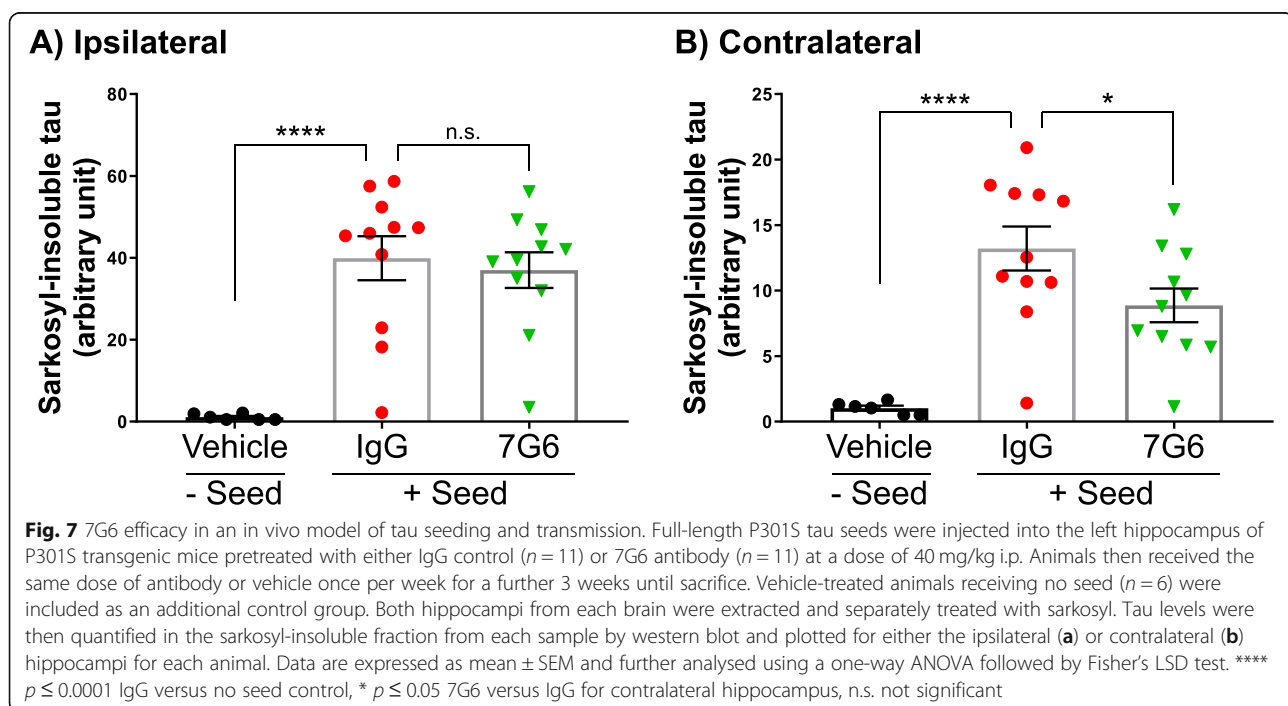 A) Ipsilateral
Sarkosyl-insoluble tau
(arbitrary unit)
80
60
40
20
0
****
n.s.
Vehicle
IgG
7G6
- Seed
+ Seed
B) Contralateral
Sarkosyl-insoluble tau
(arbitrary unit)
25
20
15
10
5
0
****
*
Vehicle
IgG
7G6
- Seed
+ Seed
Fig. 7 7G6 efficacy in an in vivo model of tau seeding and transmission. Full-length P301S tau seeds were injected into the left hippocampus of
P301S transgenic mice pretreated with either IgG control (n = 11) or 7G6 antibody (n = 11) at a dose of 40 mg/kg i.p. Animals then received the
same dose of antibody or vehicle once per week for a further 3 weeks until sacrifice. Vehicle-treated animals receiving no seed (n = 6) were
included as an additional control group. Both hippocampi from each brain were extracted and separately treated with sarkosyl. Tau levels were
then quantified in the sarkosyl-insoluble fraction from each sample by western blot and plotted for either the ipsilateral (a) or contralateral (b)
hippocampi for each animal. Data are expressed as mean ± SEM and further analysed using a one-way ANOVA followed by Fisher's LSD test. ****
p ≤ 0.0001 IgG versus no seed control, * p ≤ 0.05 7G6 versus IgG for contralateral hippocampus, n.s. not significant